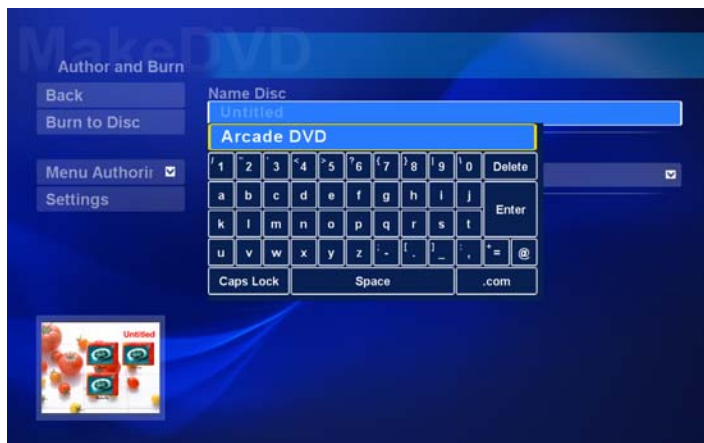 MakeDVD
Author and Burn
Back
Burn to Disc
Menu Authorin
Settings
Name Disc
Untitled
Arcade DVD
/ 1 " 2 ' 3 < 4 > 5 ? 6 { 7 } 8 | 9 \ 0 Delete
a b c d e f g h i j
Enter
k l m n o p q r s t
u v w x y z ; - [ . ] _ : , + = @
Caps Lock Space .com
Untitled